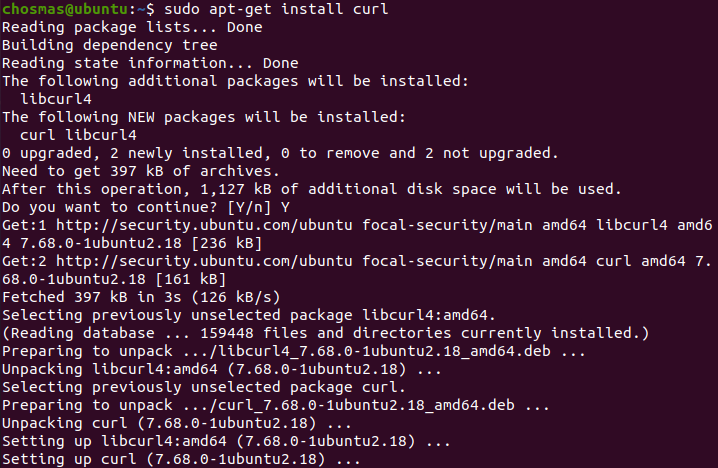 chosmas@ubuntu:~$ sudo apt-get install curl
Reading package lists... Done
Building dependency tree
Reading state information... Done
The following additional packages will be installed:
  libcurl4
The following NEW packages will be installed:
  curl libcurl4
0 upgraded, 2 newly installed, 0 to remove and 2 not upgraded.
Need to get 397 kB of archives.
After this operation, 1,127 kB of additional disk space will be used.
Do you want to continue? [Y/n] Y
Get:1 http://security.ubuntu.com/ubuntu focal-security/main amd64 libcurl4 amd6
4 7.68.0-1ubuntu2.18 [236 kB]
Get:2 http://security.ubuntu.com/ubuntu focal-security/main amd64 curl amd64 7.
68.0-1ubuntu2.18 [161 kB]
Fetched 397 kB in 3s (126 kB/s)
Selecting previously unselected package libcurl4:amd64.
(Reading database ... 159448 files and directories currently installed.)
Preparing to unpack .../libcurl4_7.68.0-1ubuntu2.18_amd64.deb ...
Unpacking libcurl4:amd64 (7.68.0-1ubuntu2.18) ...
Selecting previously unselected package curl.
Preparing to unpack .../curl_7.68.0-1ubuntu2.18_amd64.deb ...
Unpacking curl (7.68.0-1ubuntu2.18) ...
Setting up libcurl4:amd64 (7.68.0-1ubuntu2.18) ...
Setting up curl (7.68.0-1ubuntu2.18) ...